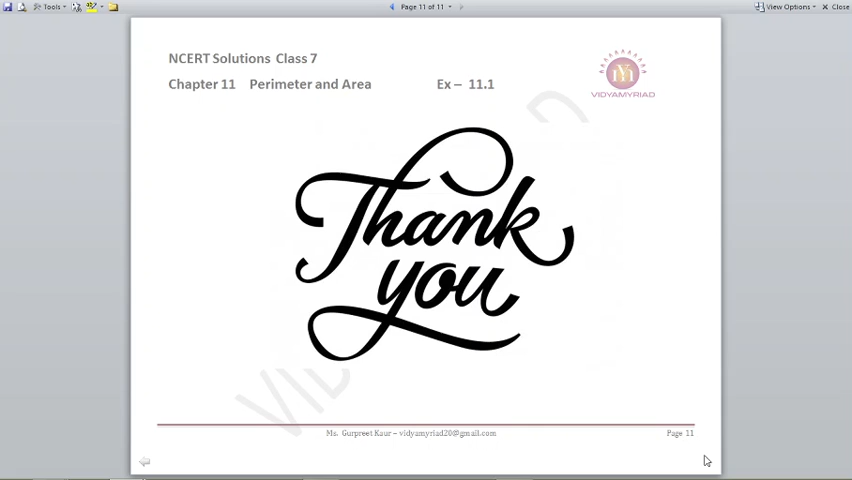 Tools
Page 11 of 11
View Options
Close
NCERT Solutions Class 7
Chapter 11 Perimeter and Area Ex – 11.1
VIDYAMYRIAD
Thank
you
Ms. Gurpreet Kaur – vidyamyriad20@gmail.com
Page 11